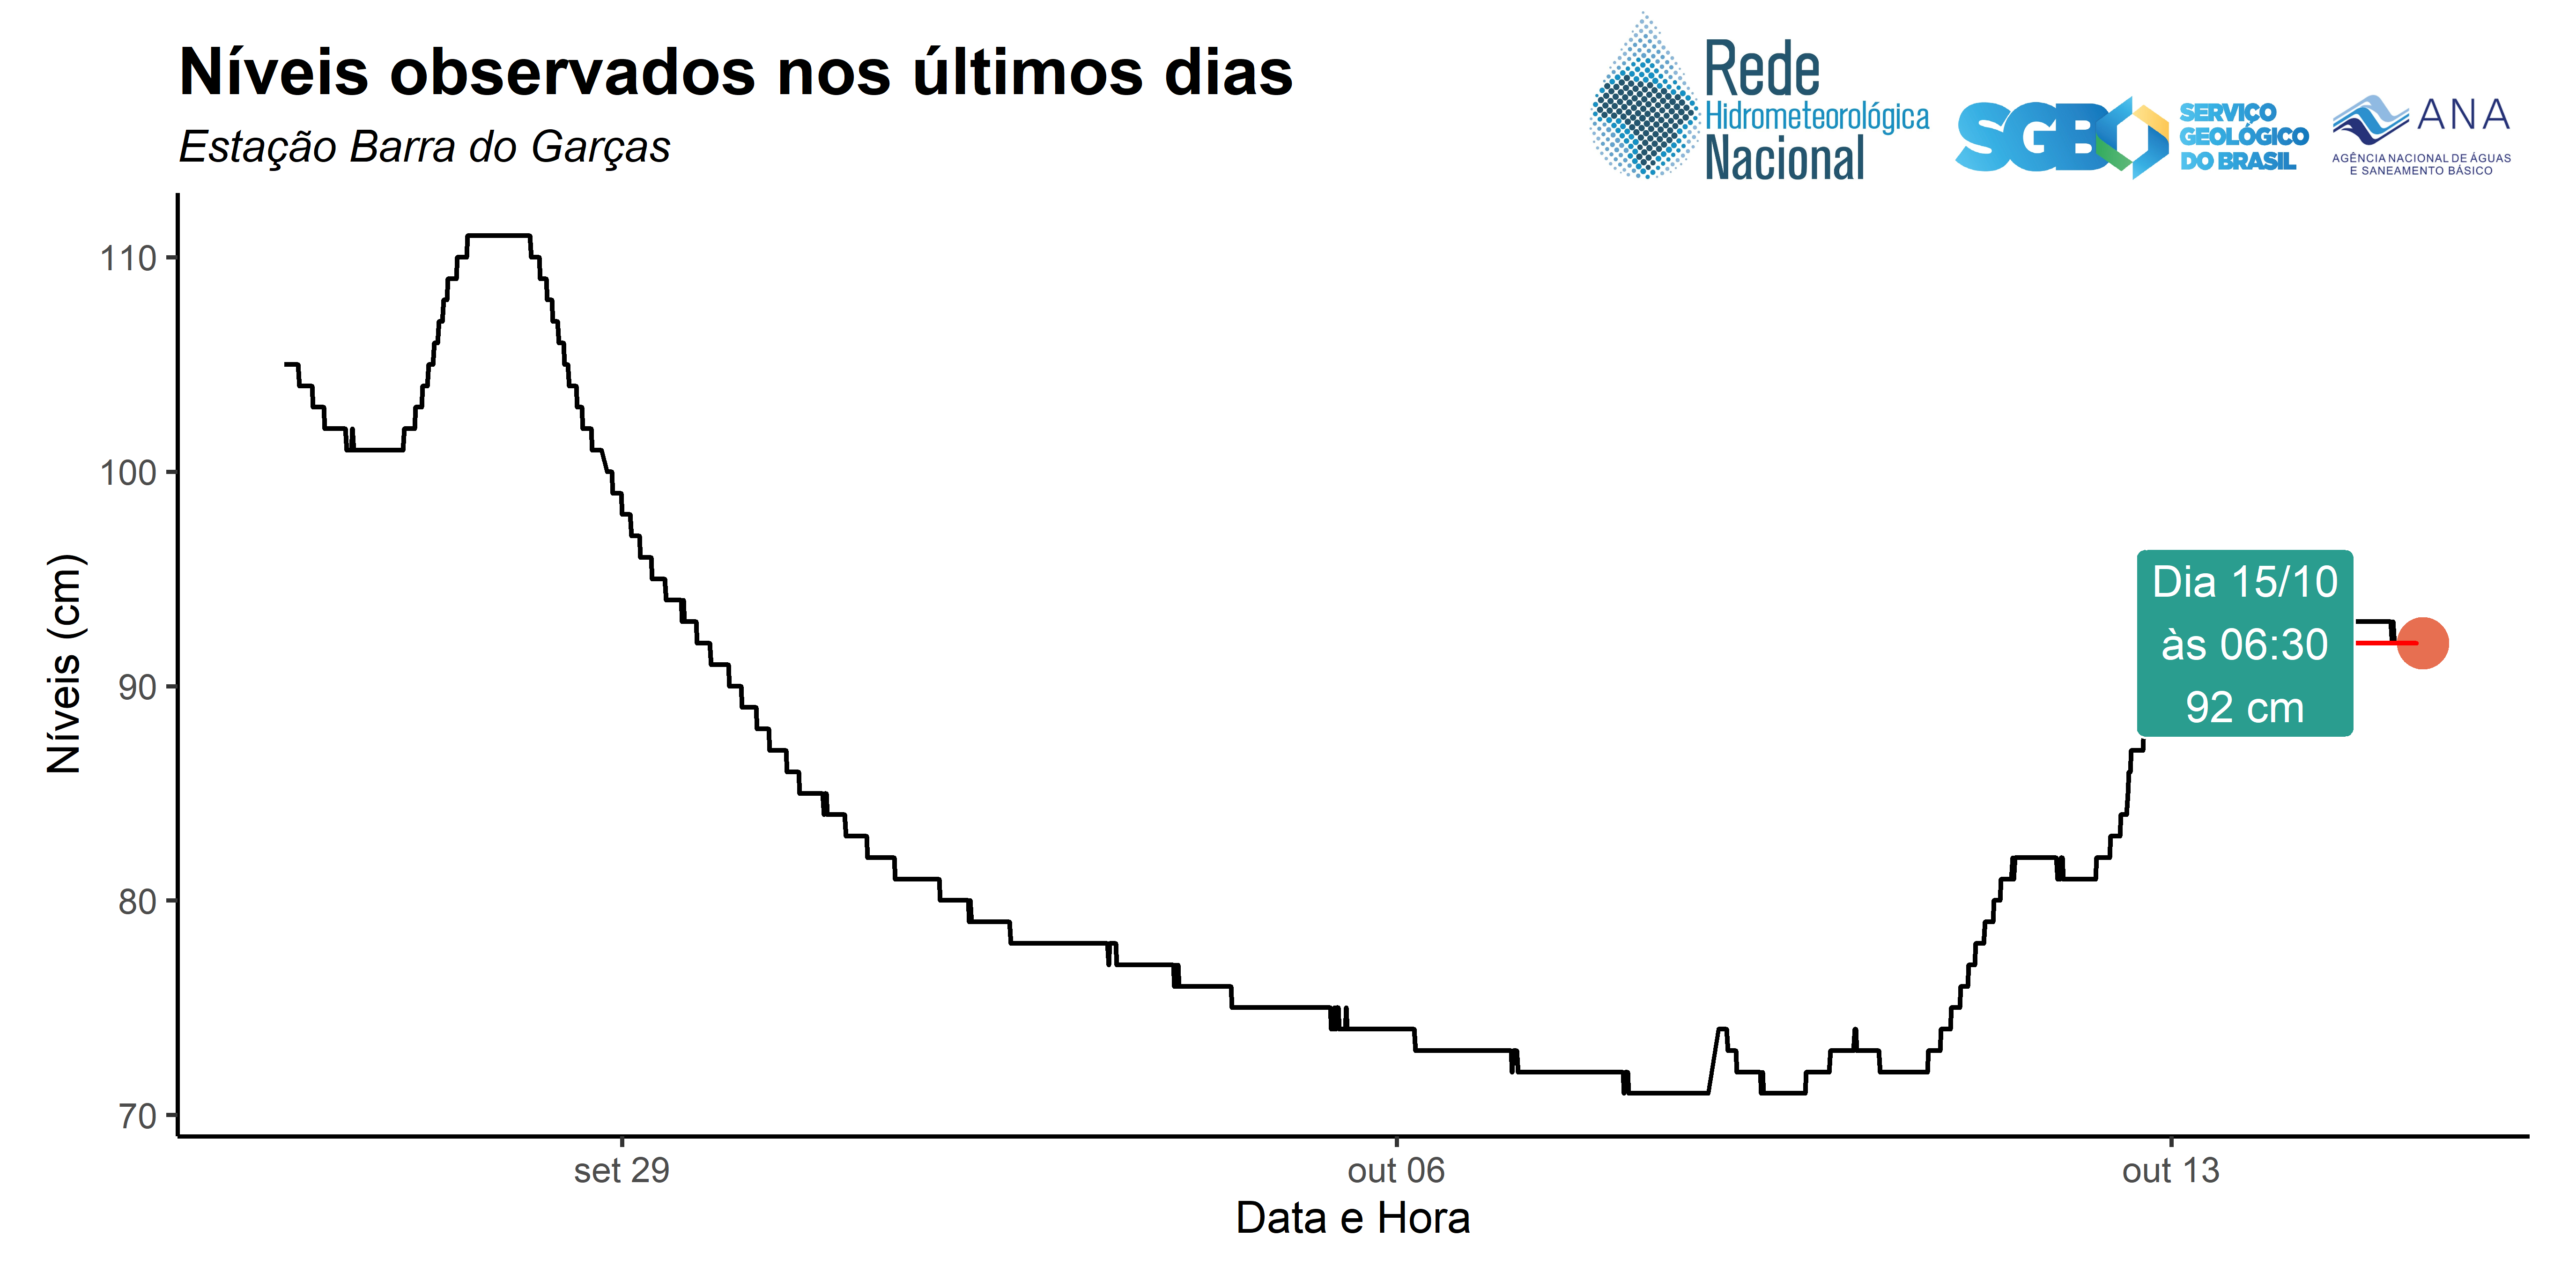 Níveis observados nos últimos dias
Estação Barra do Garças
Rede
Hidrometeorológica
Nacional
SGB
SERVIÇO
GEOLÓGICO
DO BRASIL
ANA
AGÊNCIA NACIONAL DE ÁGUAS
E SANEAMENTO BÁSICO
110
100
90
80
70
Níveis (cm)
Dia 15/10
às 06:30
92 cm
set 29
out 06
out 13
Data e Hora